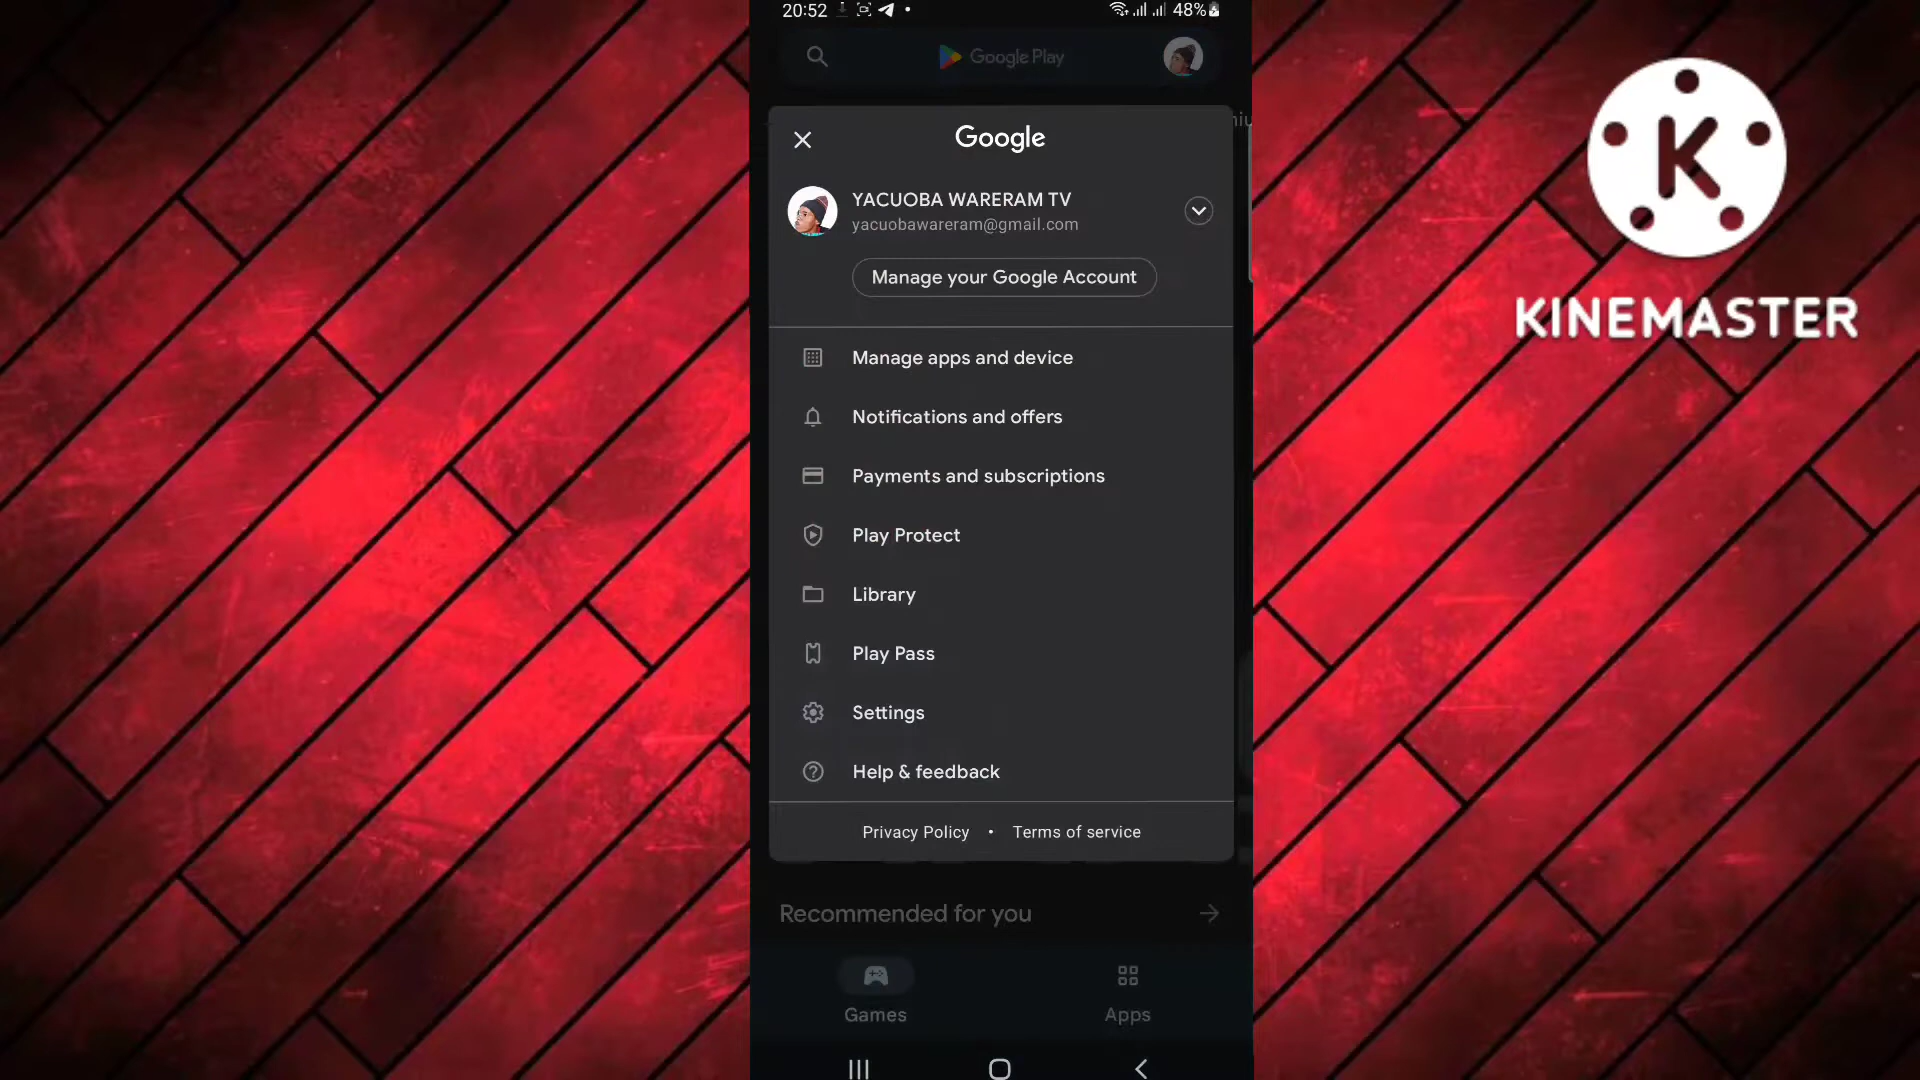 20:52
48%
Google Play
Google
YACUOBA WARERAM TV
yacuobawareram@gmail.com
Manage your Google Account
Manage apps and device
Notifications and offers
Payments and subscriptions
Play Protect
Library
Play Pass
Settings
Help & feedback
Privacy Policy • Terms of service
Recommended for you
Games
Apps
K
KINEMASTER